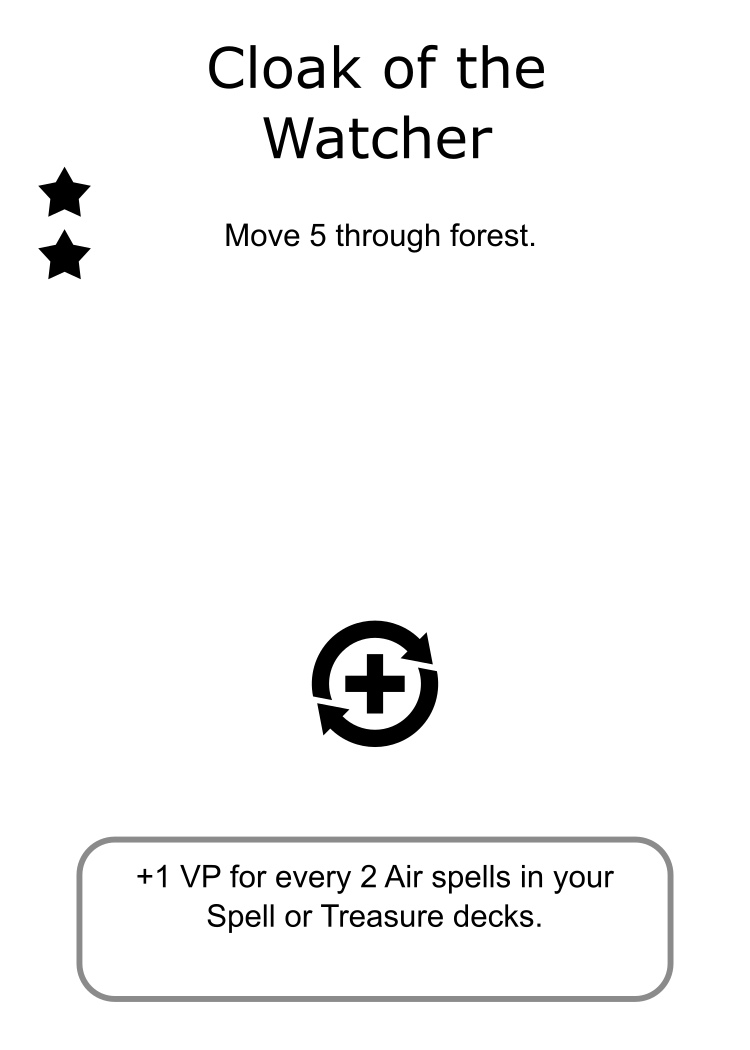 Cloak of the
Watcher
Move 5 through forest.
+1 VP for every 2 Air spells in your
Spell or Treasure decks.